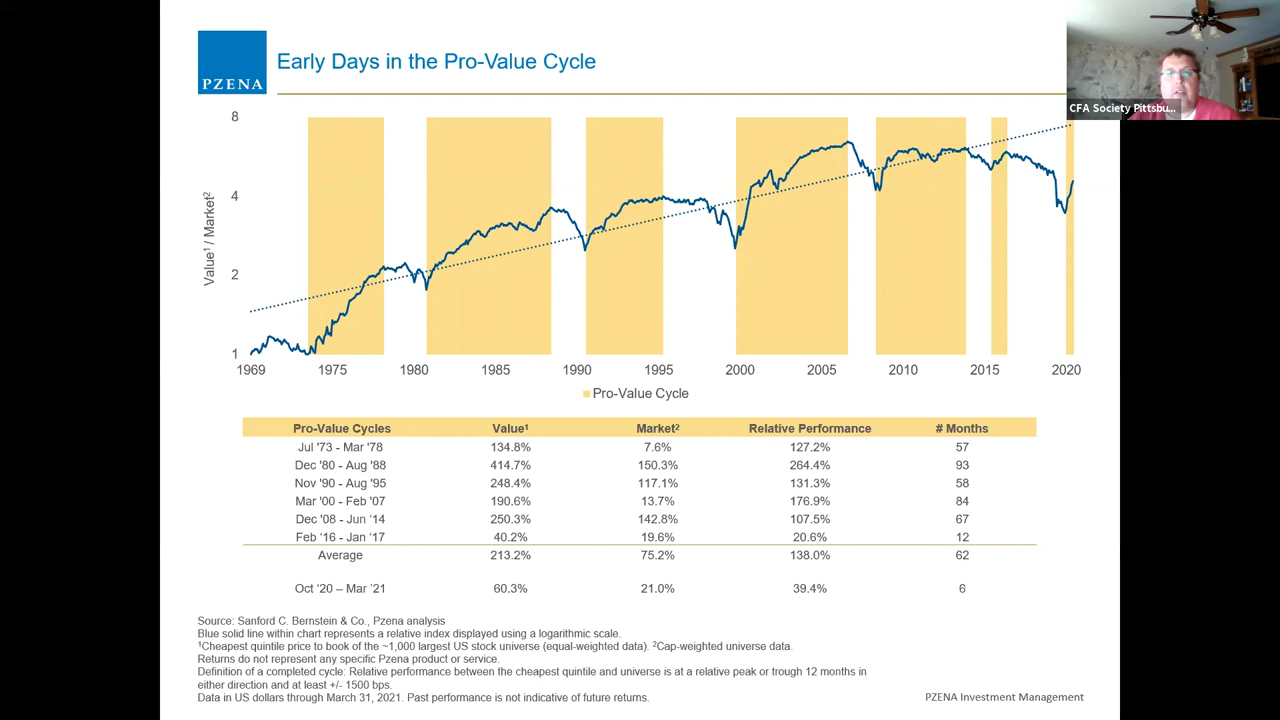 PZENA
Early Days in the Pro-Value Cycle
CFA Society Pittsbu...
8
4
2
1
Value¹ / Market²
1969 1975 1980 1985 1990 1995 2000 2005 2010 2015 2020
Pro-Value Cycle
Pro-Value Cycles Value¹ Market² Relative Performance # Months
Jul '73 - Mar '78 134.8% 7.6% 127.2% 57
Dec '80 - Aug '88 414.7% 150.3% 264.4% 93
Nov '90 - Aug '95 248.4% 117.1% 131.3% 58
Mar '00 - Feb '07 190.6% 13.7% 176.9% 84
Dec '08 - Jun ‘14 250.3% 142.8% 107.5% 67
Feb ‘16 - Jan ‘17 40.2% 19.6% 20.6% 12
Average 213.2% 75.2% 138.0% 62
Oct ‘20 – Mar ’21 60.3% 21.0% 39.4% 6
Source: Sanford C. Bernstein & Co., Pzena analysis
Blue solid line within chart represents a relative index displayed using a logarithmic scale.
¹Cheapest quintile price to book of the ~1,000 largest US stock universe (equal-weighted data). ²Cap-weighted universe data.
Returns do not represent any specific Pzena product or service.
Definition of a completed cycle: Relative performance between the cheapest quintile and universe is at a relative peak or trough 12 months in
either direction and at least +/- 1500 bps.
Data in US dollars through March 31, 2021. Past performance is not indicative of future returns.
PZENA Investment Management